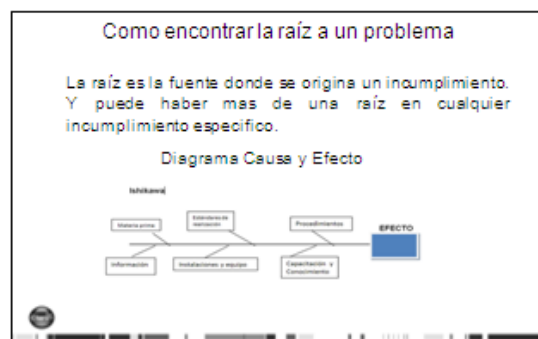 Como encontrar la raíz a un problema
La raíz es la fuente donde se origina un incumplimiento.
Y puede haber mas de una raíz en cualquier
incumplimiento especifico.
Diagrama Causa y Efecto
Ishikawa
Materia prima
Estándares de
realización
Procedimientos
EFECTO
Información
Instalaciones y equipo
Capacitación y
Conocimiento